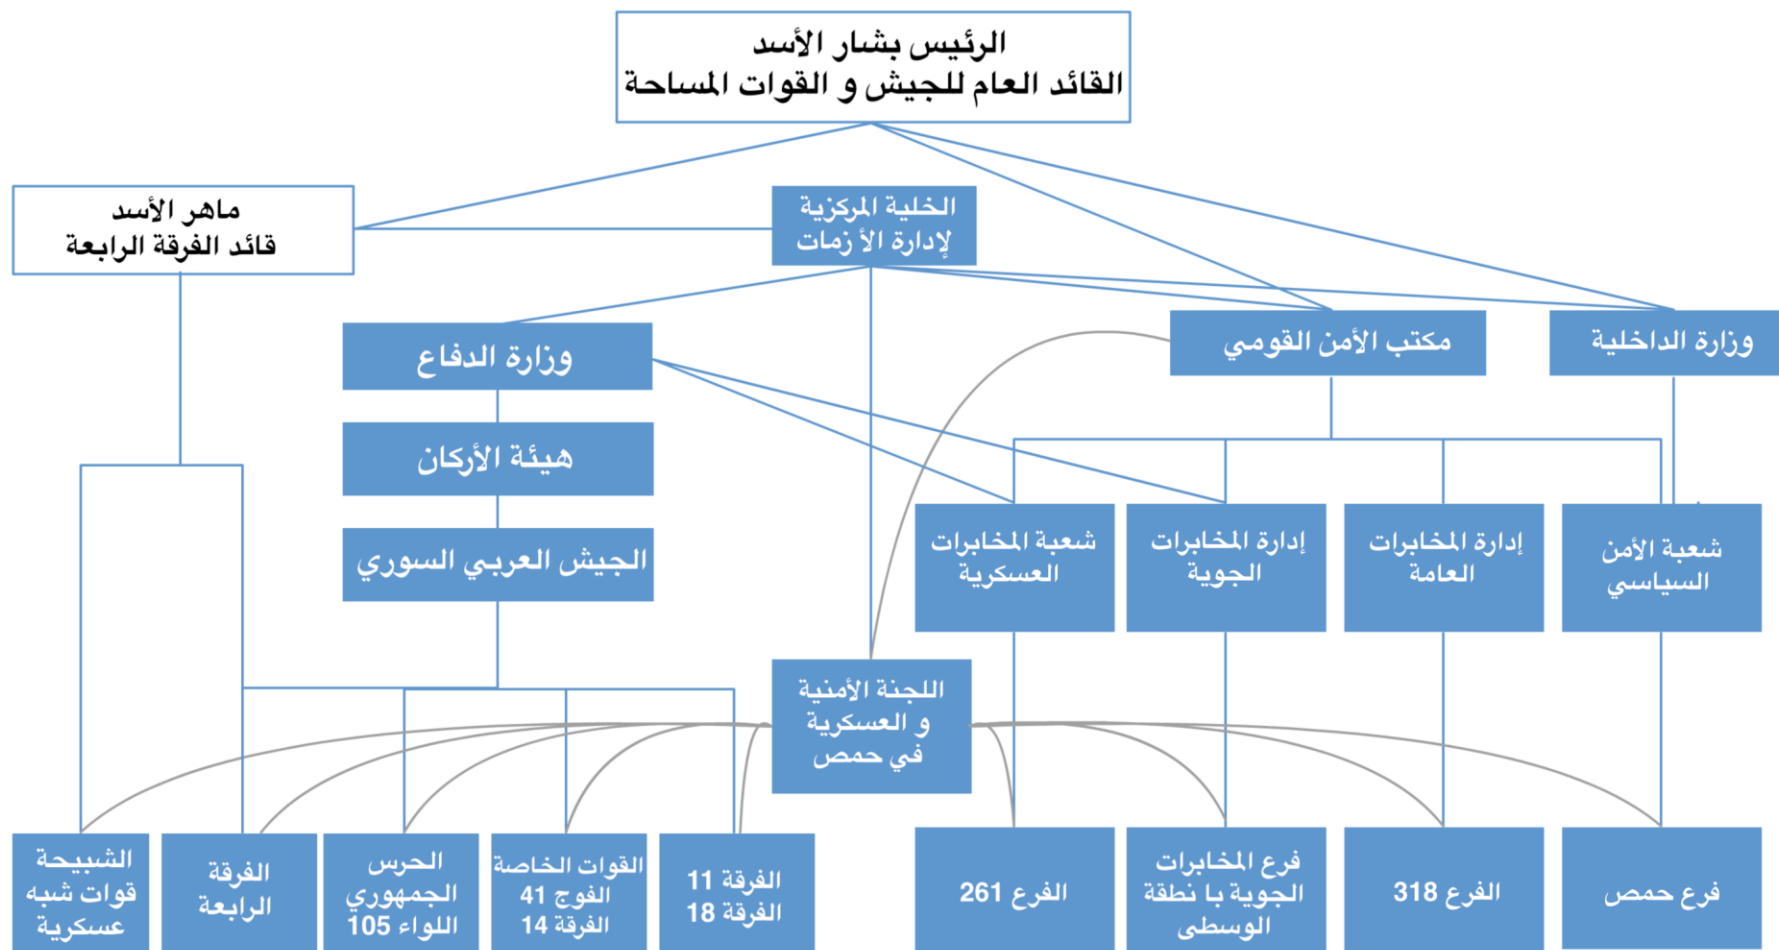 الرئيس بشار الأسد
القائد العام للجيش و القوات المساحة
ماهر الأسد
قائد الفرقة الرابعة
الخلية المركزية
لإدارة الأ زمات
وزارة الدفاع
مكتب الأمن القومي
وزارة الداخلية
هيئة الأركان
الجيش العربي السوري
شعبة المخابرات
العسكرية
إدارة المخابرات
الجوية
إدارة المخابرات
العامة
شعبة الأمن
السياسي
اللجنة الأمنية
و العسكرية
في حمص
الشبيحة
قوات شبه
عسكرية
الفرقة
الرابعة
الحرس
الجمهوري
اللواء 105
القوات الخاصة
الفوج 41
الفرقة 14
الفرقة 11
الفرقة 18
الفرع 261
فرع المخابرات
الجوية با نطقة
الوسطى
الفرع 318
فرع حمص